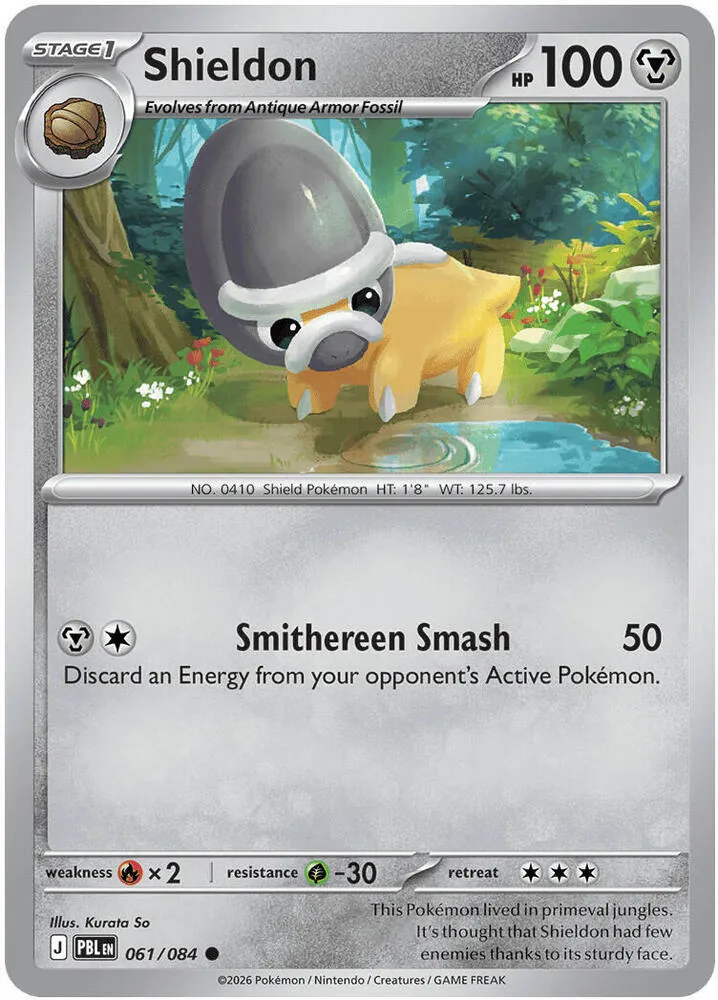 STAGE1
Shieldon
HP 100
Evolves from Antique Armor Fossil
NO. 0410 Shield Pokémon HT: 1'8" WT: 125.7 lbs.
Smithereen Smash 50
Discard an Energy from your opponent's Active Pokémon.
weakness ×2 resistance -30 retreat
Illus. Kurata So
This Pokémon lived in primeval jungles.
It's thought that Shieldon had few
enemies thanks to its sturdy face.
J PBL EN 061/084
©2026 Pokémon / Nintendo / Creatures / GAME FREAK